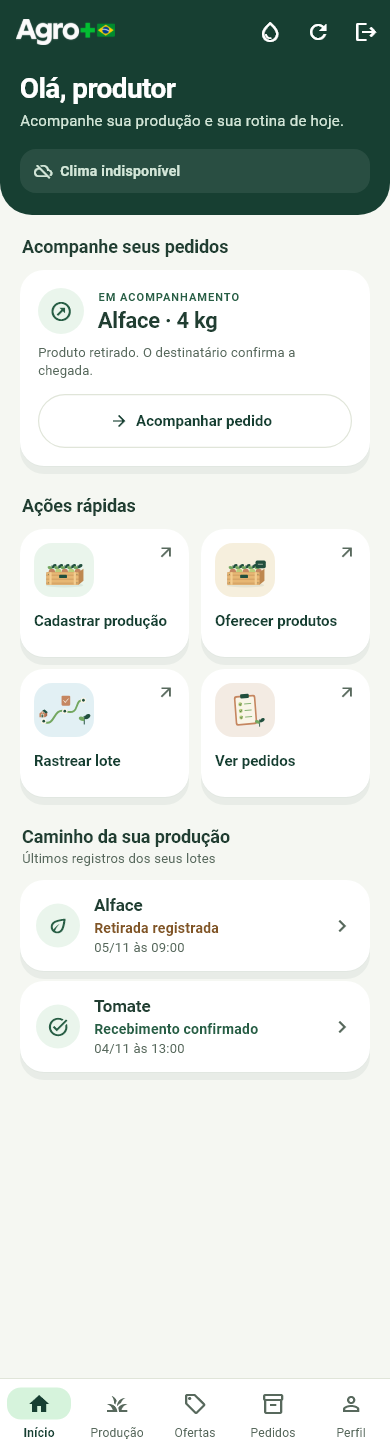 Agro+
Olá, produtor
Acompanhe sua produção e sua rotina de hoje.
Clima indisponível
Acompanhe seus pedidos
EM ACOMPANHAMENTO
Alface · 4 kg
Produto retirado. O destinatário confirma a
chegada.
Acompanhar pedido
Ações rápidas
Cadastrar produção
Oferecer produtos
Rastrear lote
Ver pedidos
Caminho da sua produção
Últimos registros dos seus lotes
Alface
Retirada registrada
05/11 às 09:00
Tomate
Recebimento confirmado
04/11 às 13:00
Início
Produção
Ofertas
Pedidos
Perfil